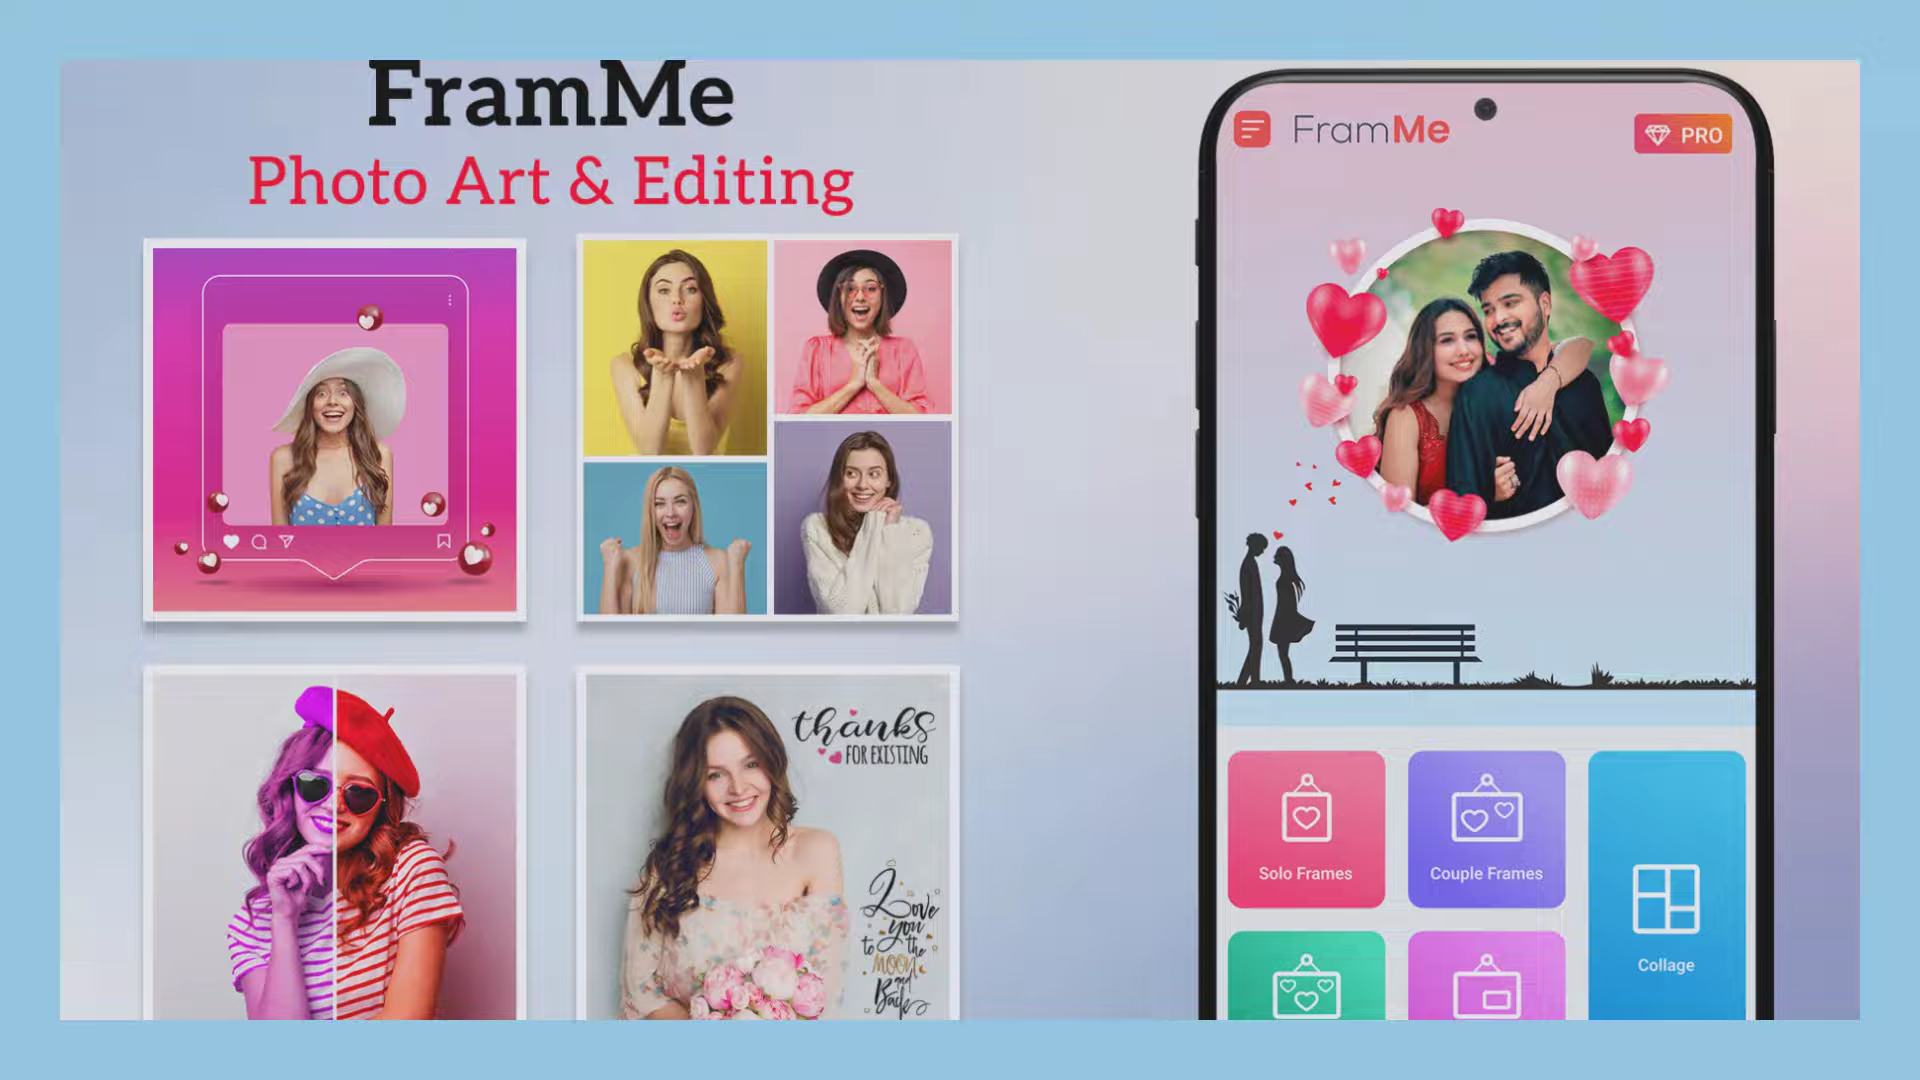 FramMe
Photo Art & Editing
thanks
FOR EXISTING
Love
you
to the
MOON
and
Back
FramMe
PRO
Solo Frames
Couple Frames
Collage